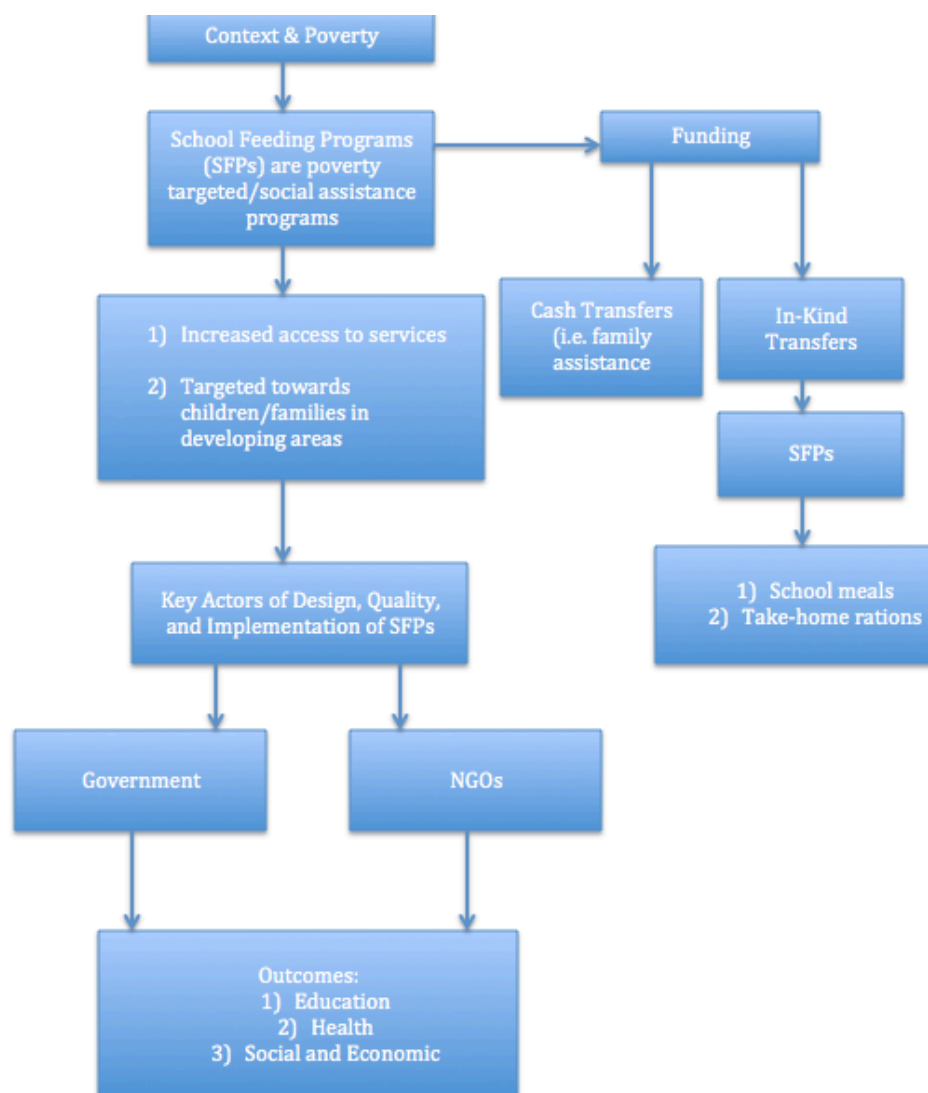 Context & Poverty
School Feeding Programs
(SFPs) are poverty
targeted/social assistance
programs
Funding
Cash Transfers
(i.e. family
assistance
In-Kind
Transfers
1) Increased access to services
2) Targeted towards
children/families in
developing areas
SFPs
1) School meals
2) Take-home rations
Key Actors of Design, Quality,
and Implementation of SFPs
Government
NGOs
Outcomes:
1) Education
2) Health
3) Social and Economic